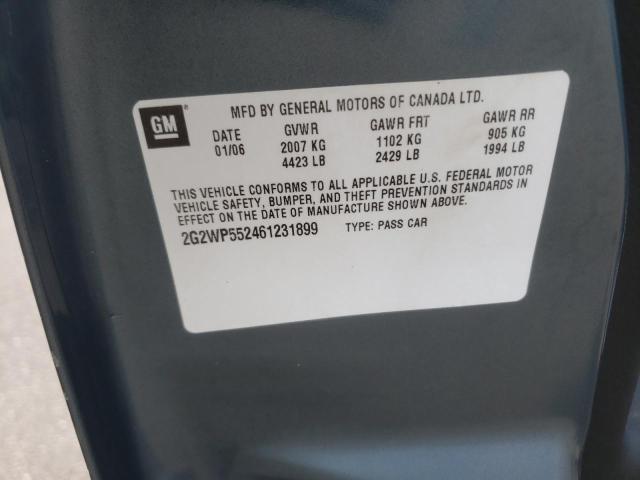 GM
MFD BY GENERAL MOTORS OF CANADA LTD.
DATE GVWR GAWR FRT GAWR RR
01/06 2007 KG 1102 KG 905 KG
4423 LB 2429 LB 1994 LB
THIS VEHICLE CONFORMS TO ALL APPLICABLE U.S. FEDERAL MOTOR
VEHICLE SAFETY, BUMPER, AND THEFT PREVENTION STANDARDS IN
EFFECT ON THE DATE OF MANUFACTURE SHOWN ABOVE.
2G2WP552461231899 TYPE: PASS CAR